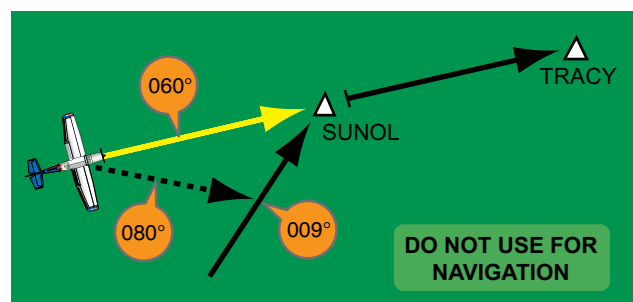 060°
TRACY
SUNOL
080°
009°
DO NOT USE FOR
NAVIGATION